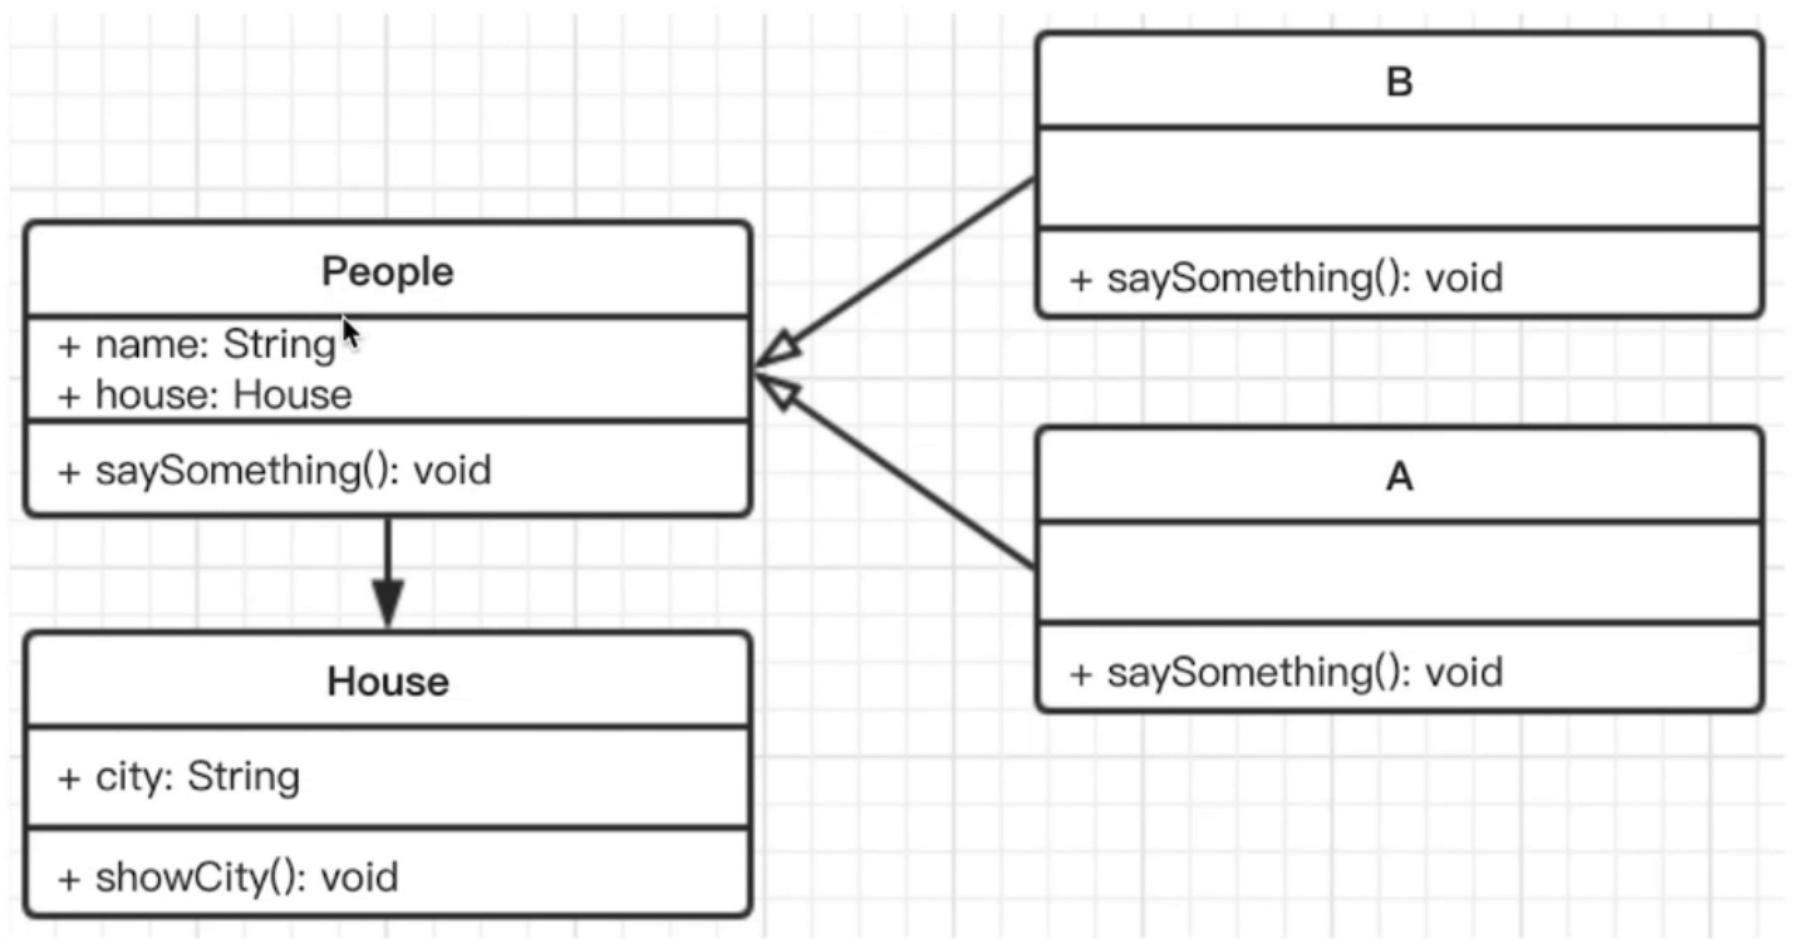 People
+ name: String
+ house: House
+ saySomething(): void
House
+ city: String
+ showCity(): void
B
+ saySomething(): void
A
+ saySomething(): void